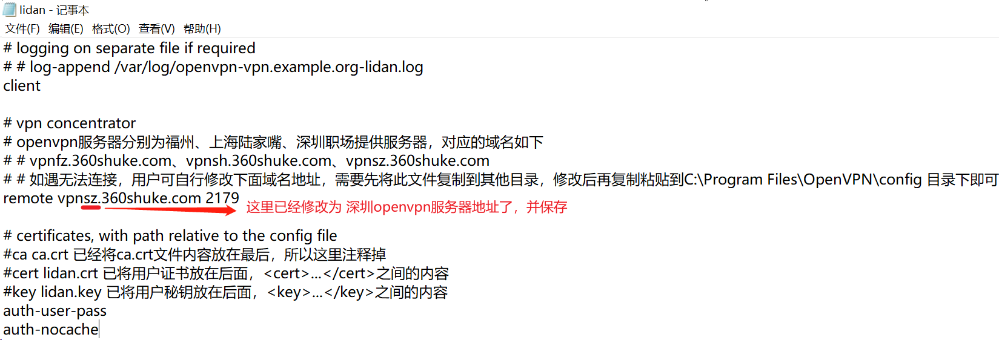 lidan - 记事本
文件(F) 编辑(E) 格式(O) 查看(V) 帮助(H)
# logging on separate file if required
# # log-append /var/log/openvpn-vpn.example.org-lidan.log
client
# vpn concentrator
# openvpn服务器分别为福州、上海陆家嘴、深圳职场提供服务器，对应的域名如下
# # vpnfz.360shuke.com、vpnsh.360shuke.com、vpnsz.360shuke.com
# # 如遇无法连接，用户可自行修改下面域名地址，需要先将此文件复制到其他目录，修改后再复制粘贴到C:\Program Files\OpenVPN\config 目录下即可
remote vpnsz.360shuke.com 2179
这里已经修改为 深圳openvpn服务器地址了，并保存
# certificates, with path relative to the config file
#ca ca.crt 已经将ca.crt文件内容放在最后，所以这里注释掉
#cert lidan.crt 已将用户证书放在后面，<cert>...</cert>之间的内容
#key lidan.key 已将用户秘钥放在后面，<key>...</key>之间的内容
auth-user-pass
auth-nocache